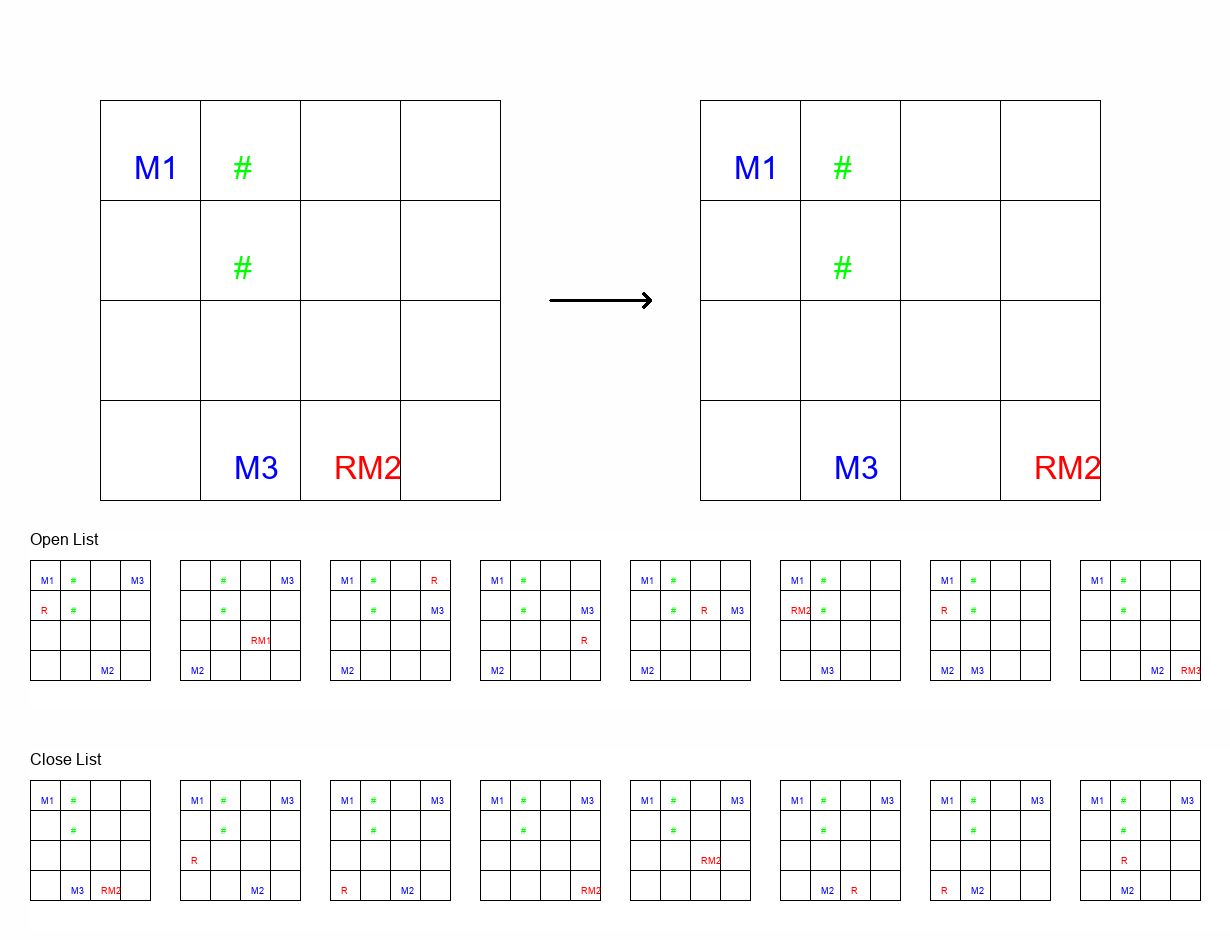 M1 # M1 #
# #
M3 RM2 M3 RM2
Open List
M1 # M3 # M3 M1 # R M1 # M1 # M1 # M1 # M1 #
R # # # M3 # M3 # R M3 RM2 # R # #
RM1 R
M2 M2 M2 M2 M2 M3 M2 M3 M2 RM3
Close List
M1 # M1 # M3 M1 # M3 M1 # M3 M1 # M3 M1 # M3 M1 # M3 M1 # M3
# # # # # # # #
R RM2 R
M3 RM2 M2 R M2 RM2 M2 R R M2 M2